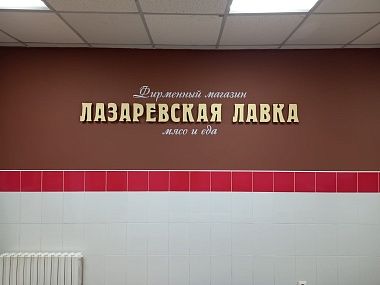 Фирменный магазин
ЛАЗАРЕВСКАЯ ЛАВКА
мясо и еда